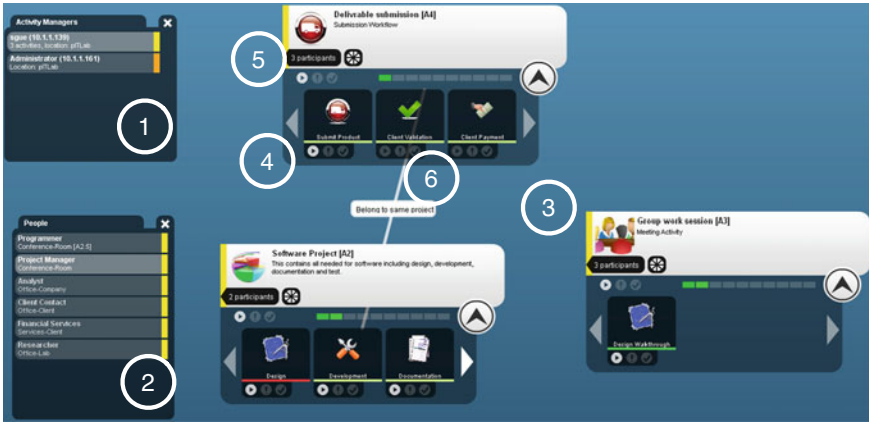 Activity Managers
sgue (10.1.1.139)
3 activities, location: pITLab
Administrator (10.1.1.161)
Location: pITLab
1
Delivrable submission [A4]
Submission Workflow
5
3 participants
Submit Product
Client Validation
Client Payment
4
6
Belong to same project
3
People
Programmer
Conference-Room [A2.5]
Project Manager
Conference-Room
Analyst
Office-Company
Client Contact
Office-Client
Financial Services
Services-Client
Researcher
Office-Lab
2
Software Project [A2]
This contains all needed for software including design, development,
documentation and test.
2 participants
Design
Development
Documentation
Group work session [A3]
Meeting Activity
3 participants
Design Walkthrough